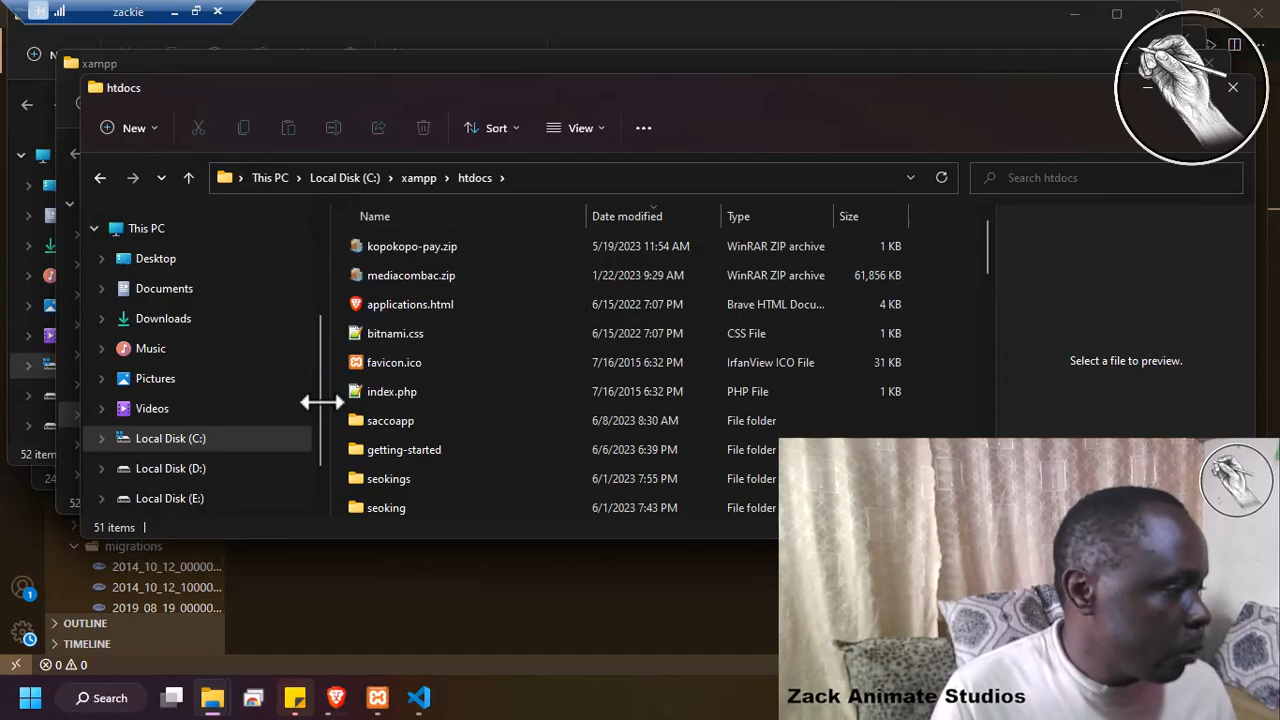 zackie
xampp
htdocs
New
Sort
View
This PC
Local Disk (C:)
xampp
htdocs
Search htdocs
Name
Date modified
Type
Size
This PC
Desktop
Documents
Downloads
Music
Pictures
Videos
Local Disk (C:)
Local Disk (D:)
Local Disk (E:)
kopokopo-pay.zip 5/19/2023 11:54 AM WinRAR ZIP archive 1 KB
mediacombac.zip 1/22/2023 9:29 AM WinRAR ZIP archive 61,856 KB
applications.html 6/15/2022 7:07 PM Brave HTML Docu... 4 KB
bitnami.css 6/15/2022 7:07 PM CSS File 1 KB
favicon.ico 7/16/2015 6:32 PM IrfanView ICO File 31 KB
index.php 7/16/2015 6:32 PM PHP File 1 KB
saccoapp 6/8/2023 8:30 AM File folder
getting-started 6/6/2023 6:39 PM File folder
seokings 6/1/2023 7:55 PM File folder
seoking 6/1/2023 7:43 PM File folder
Select a file to preview.
52 items
51 items
migrations
2014_10_12_00000...
2014_10_12_10000...
2019_08_19_00000...
OUTLINE
TIMELINE
1
0 0
Search
Zack Animate Studios